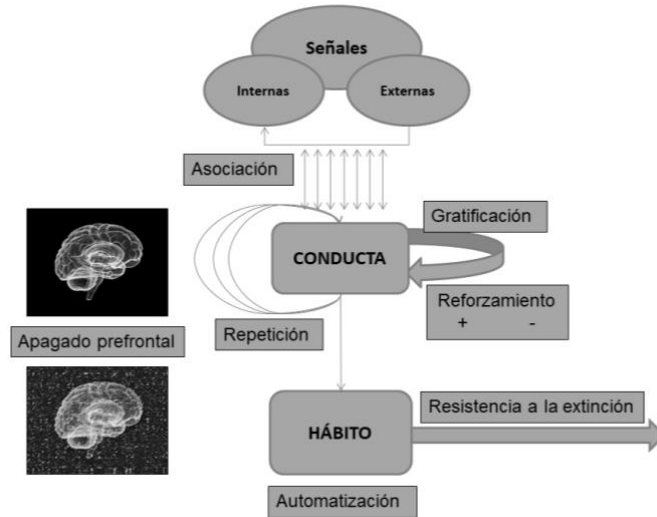 Señales
Internas
Externas
Asociación
Gratificación
CONDUCTA
Reforzamiento
+ -
Repetición
Apagado prefrontal
Resistencia a la extinción
HÁBITO
Automatización